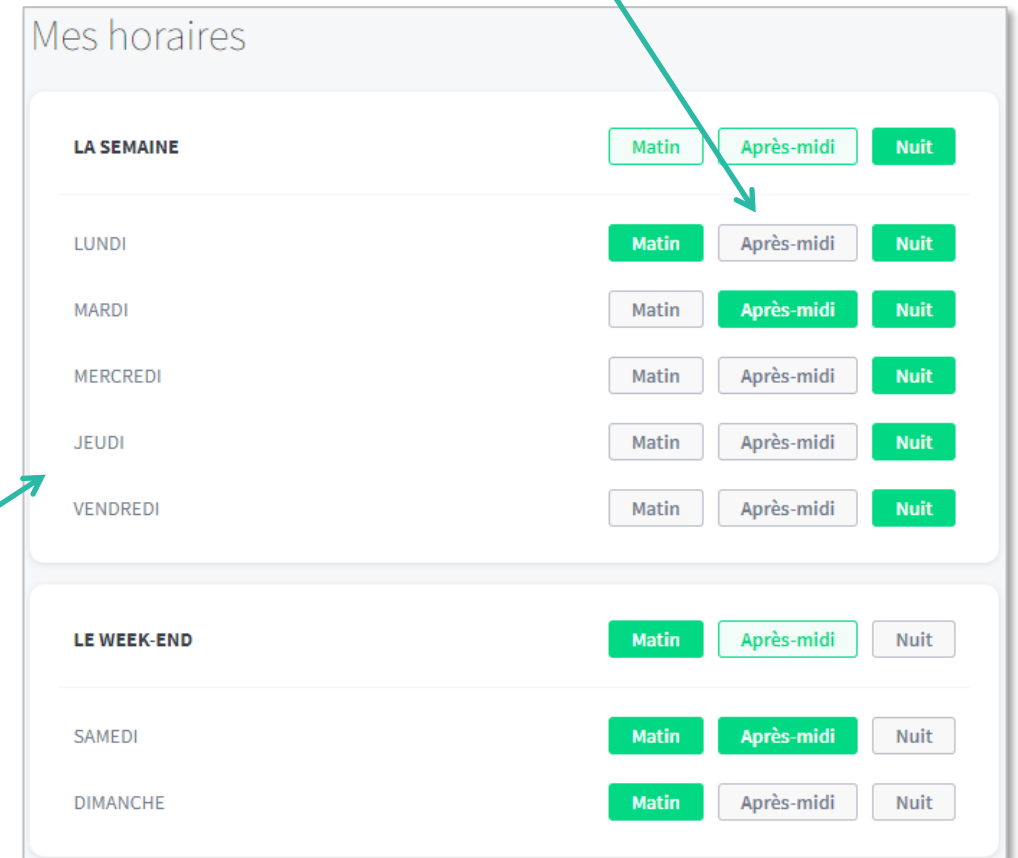 Mes horaires
LA SEMAINE Matin Après-midi Nuit
LUNDI Matin Après-midi Nuit
MARDI Matin Après-midi Nuit
MERCREDI Matin Après-midi Nuit
JEUDI Matin Après-midi Nuit
VENDREDI Matin Après-midi Nuit
LE WEEK-END Matin Après-midi Nuit
SAMEDI Matin Après-midi Nuit
DIMANCHE Matin Après-midi Nuit